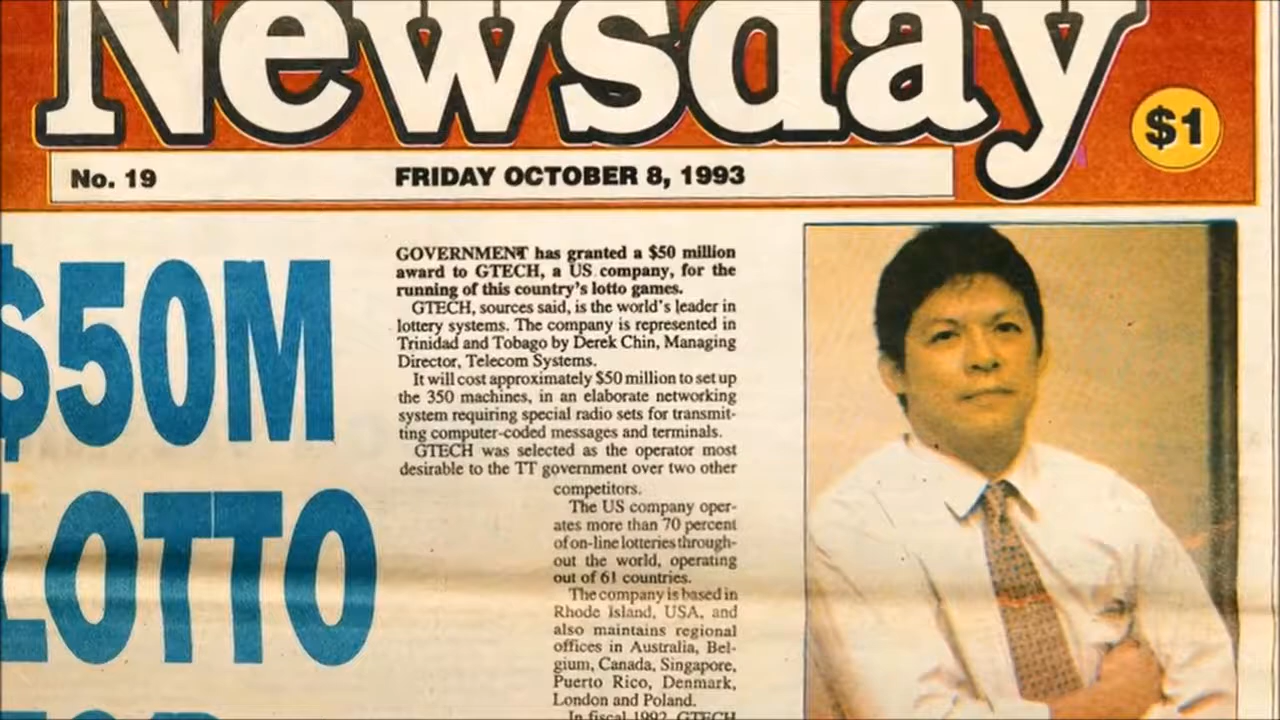 Newsday
$1
No. 19
FRIDAY OCTOBER 8, 1993
$50M
LOTTO
GOVERNMENT has granted a $50 million
award to GTECH, a US company, for the
running of this country's lotto games.
GTECH, sources said, is the world's leader in
lottery systems. The company is represented in
Trinidad and Tobago by Derek Chin, Managing
Director, Telecom Systems.
It will cost approximately $50 million to set up
the 350 machines, in an elaborate networking
system requiring special radio sets for transmit-
ting computer-coded messages and terminals.
GTECH was selected as the operator most
desirable to the TT government over two other
competitors.
The US company oper-
ates more than 70 percent
of on-line lotteries through-
out the world, operating
out of 61 countries.
The company is based in
Rhode Island, USA, and
also maintains regional
offices in Australia, Bel-
gium, Canada, Singapore,
Puerto Rico, Denmark,
London and Poland.
In fiscal 1992, GTECH